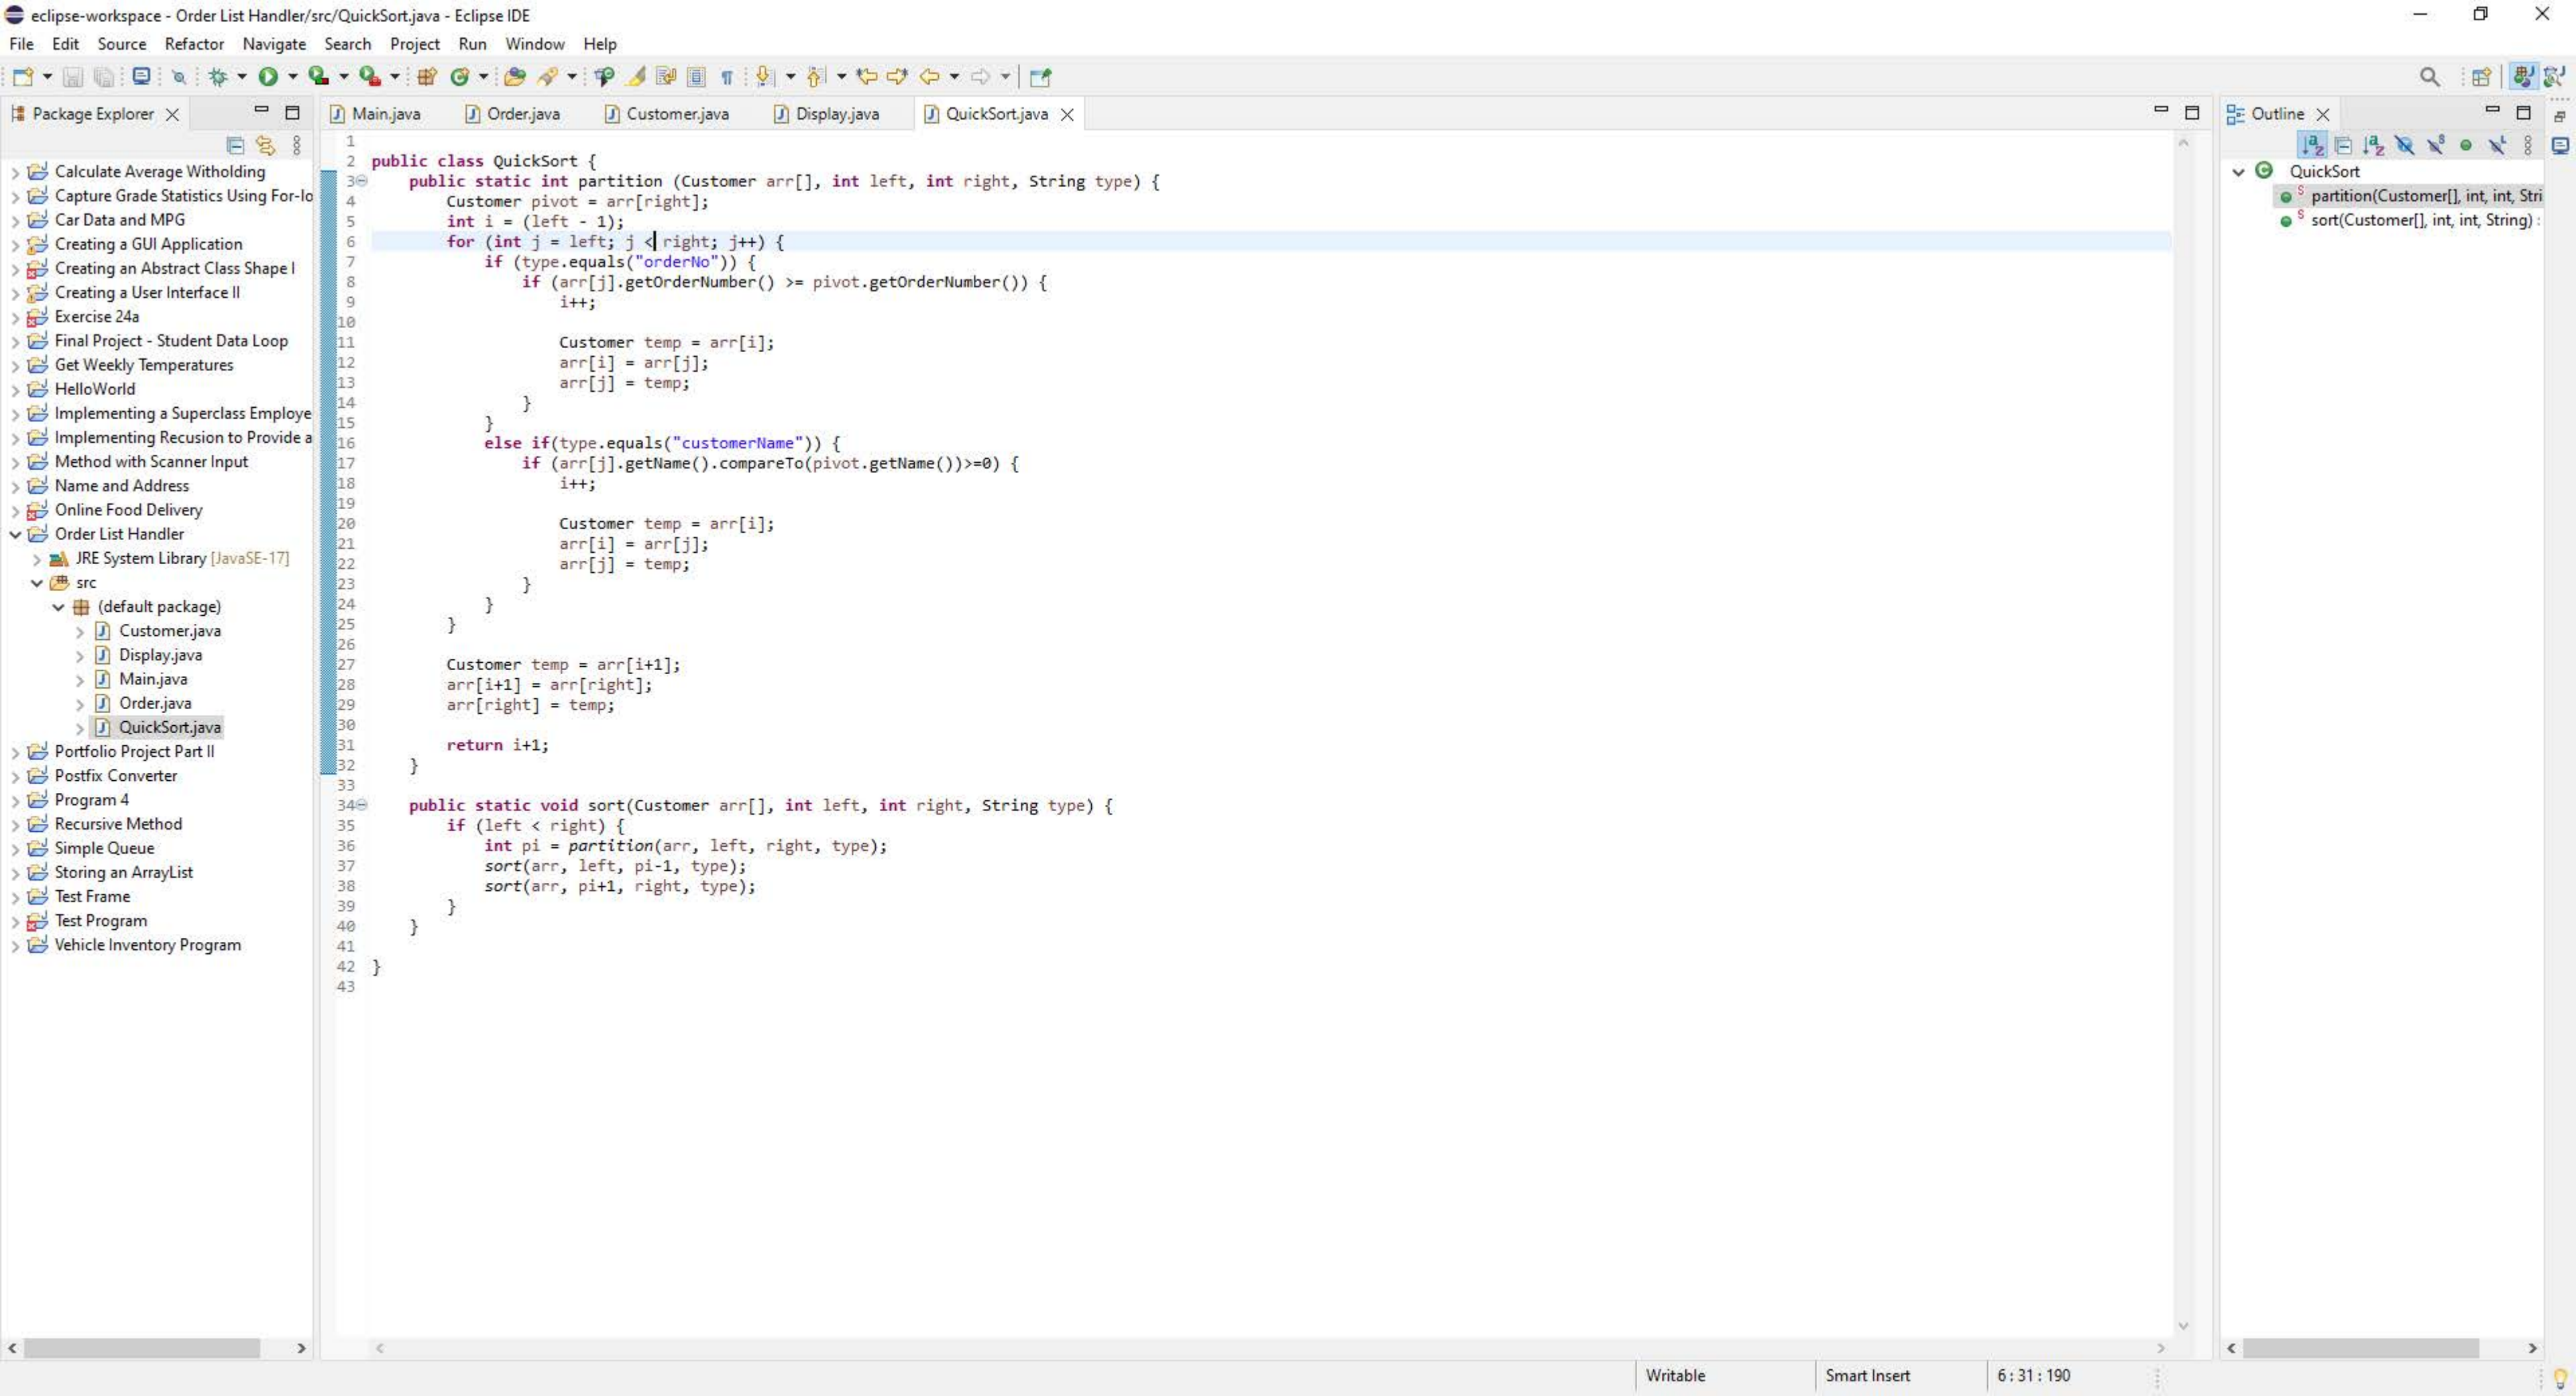 eclipse-workspace - Order List Handler/src/QuickSort.java - Eclipse IDE
File Edit Source Refactor Navigate Search Project Run Window Help
Package Explorer
Calculate Average Witholding
Capture Grade Statistics Using For-lo
Car Data and MPG
Creating a GUI Application
Creating an Abstract Class Shape I
Creating a User Interface II
Exercise 24a
Final Project - Student Data Loop
Get Weekly Temperatures
HelloWorld
Implementing a Superclass Employe
Implementing Recusion to Provide a
Method with Scanner Input
Name and Address
Online Food Delivery
Order List Handler
JRE System Library [JavaSE-17]
src
(default package)
Customer.java
Display.java
Main.java
Order.java
QuickSort.java
Portfolio Project Part II
Postfix Converter
Program 4
Recursive Method
Simple Queue
Storing an ArrayList
Test Frame
Test Program
Vehicle Inventory Program
Main.java Order.java Customer.java Display.java QuickSort.java
1
2 public class QuickSort {
3 public static int partition (Customer arr[], int left, int right, String type) {
4 Customer pivot = arr[right];
5 int i = (left - 1);
6 for (int j = left; j < right; j++) {
7 if (type.equals("orderNo")) {
8 if (arr[j].getOrderNumber() >= pivot.getOrderNumber()) {
9 i++;
10
11 Customer temp = arr[i];
12 arr[i] = arr[j];
13 arr[j] = temp;
14 }
15 }
16 else if(type.equals("customerName")) {
17 if (arr[j].getName().compareTo(pivot.getName())>=0) {
18 i++;
19
20 Customer temp = arr[i];
21 arr[i] = arr[j];
22 arr[j] = temp;
23 }
24 }
25 }
26
27 Customer temp = arr[i+1];
28 arr[i+1] = arr[right];
29 arr[right] = temp;
30
31 return i+1;
32 }
33
34 public static void sort(Customer arr[], int left, int right, String type) {
35 if (left < right) {
36 int pi = partition(arr, left, right, type);
37 sort(arr, left, pi-1, type);
38 sort(arr, pi+1, right, type);
39 }
40 }
41
42 }
43
Outline
QuickSort
partition(Customer[], int, int, Stri
sort(Customer[], int, int, String) :
Writable Smart Insert 6 : 31 : 190